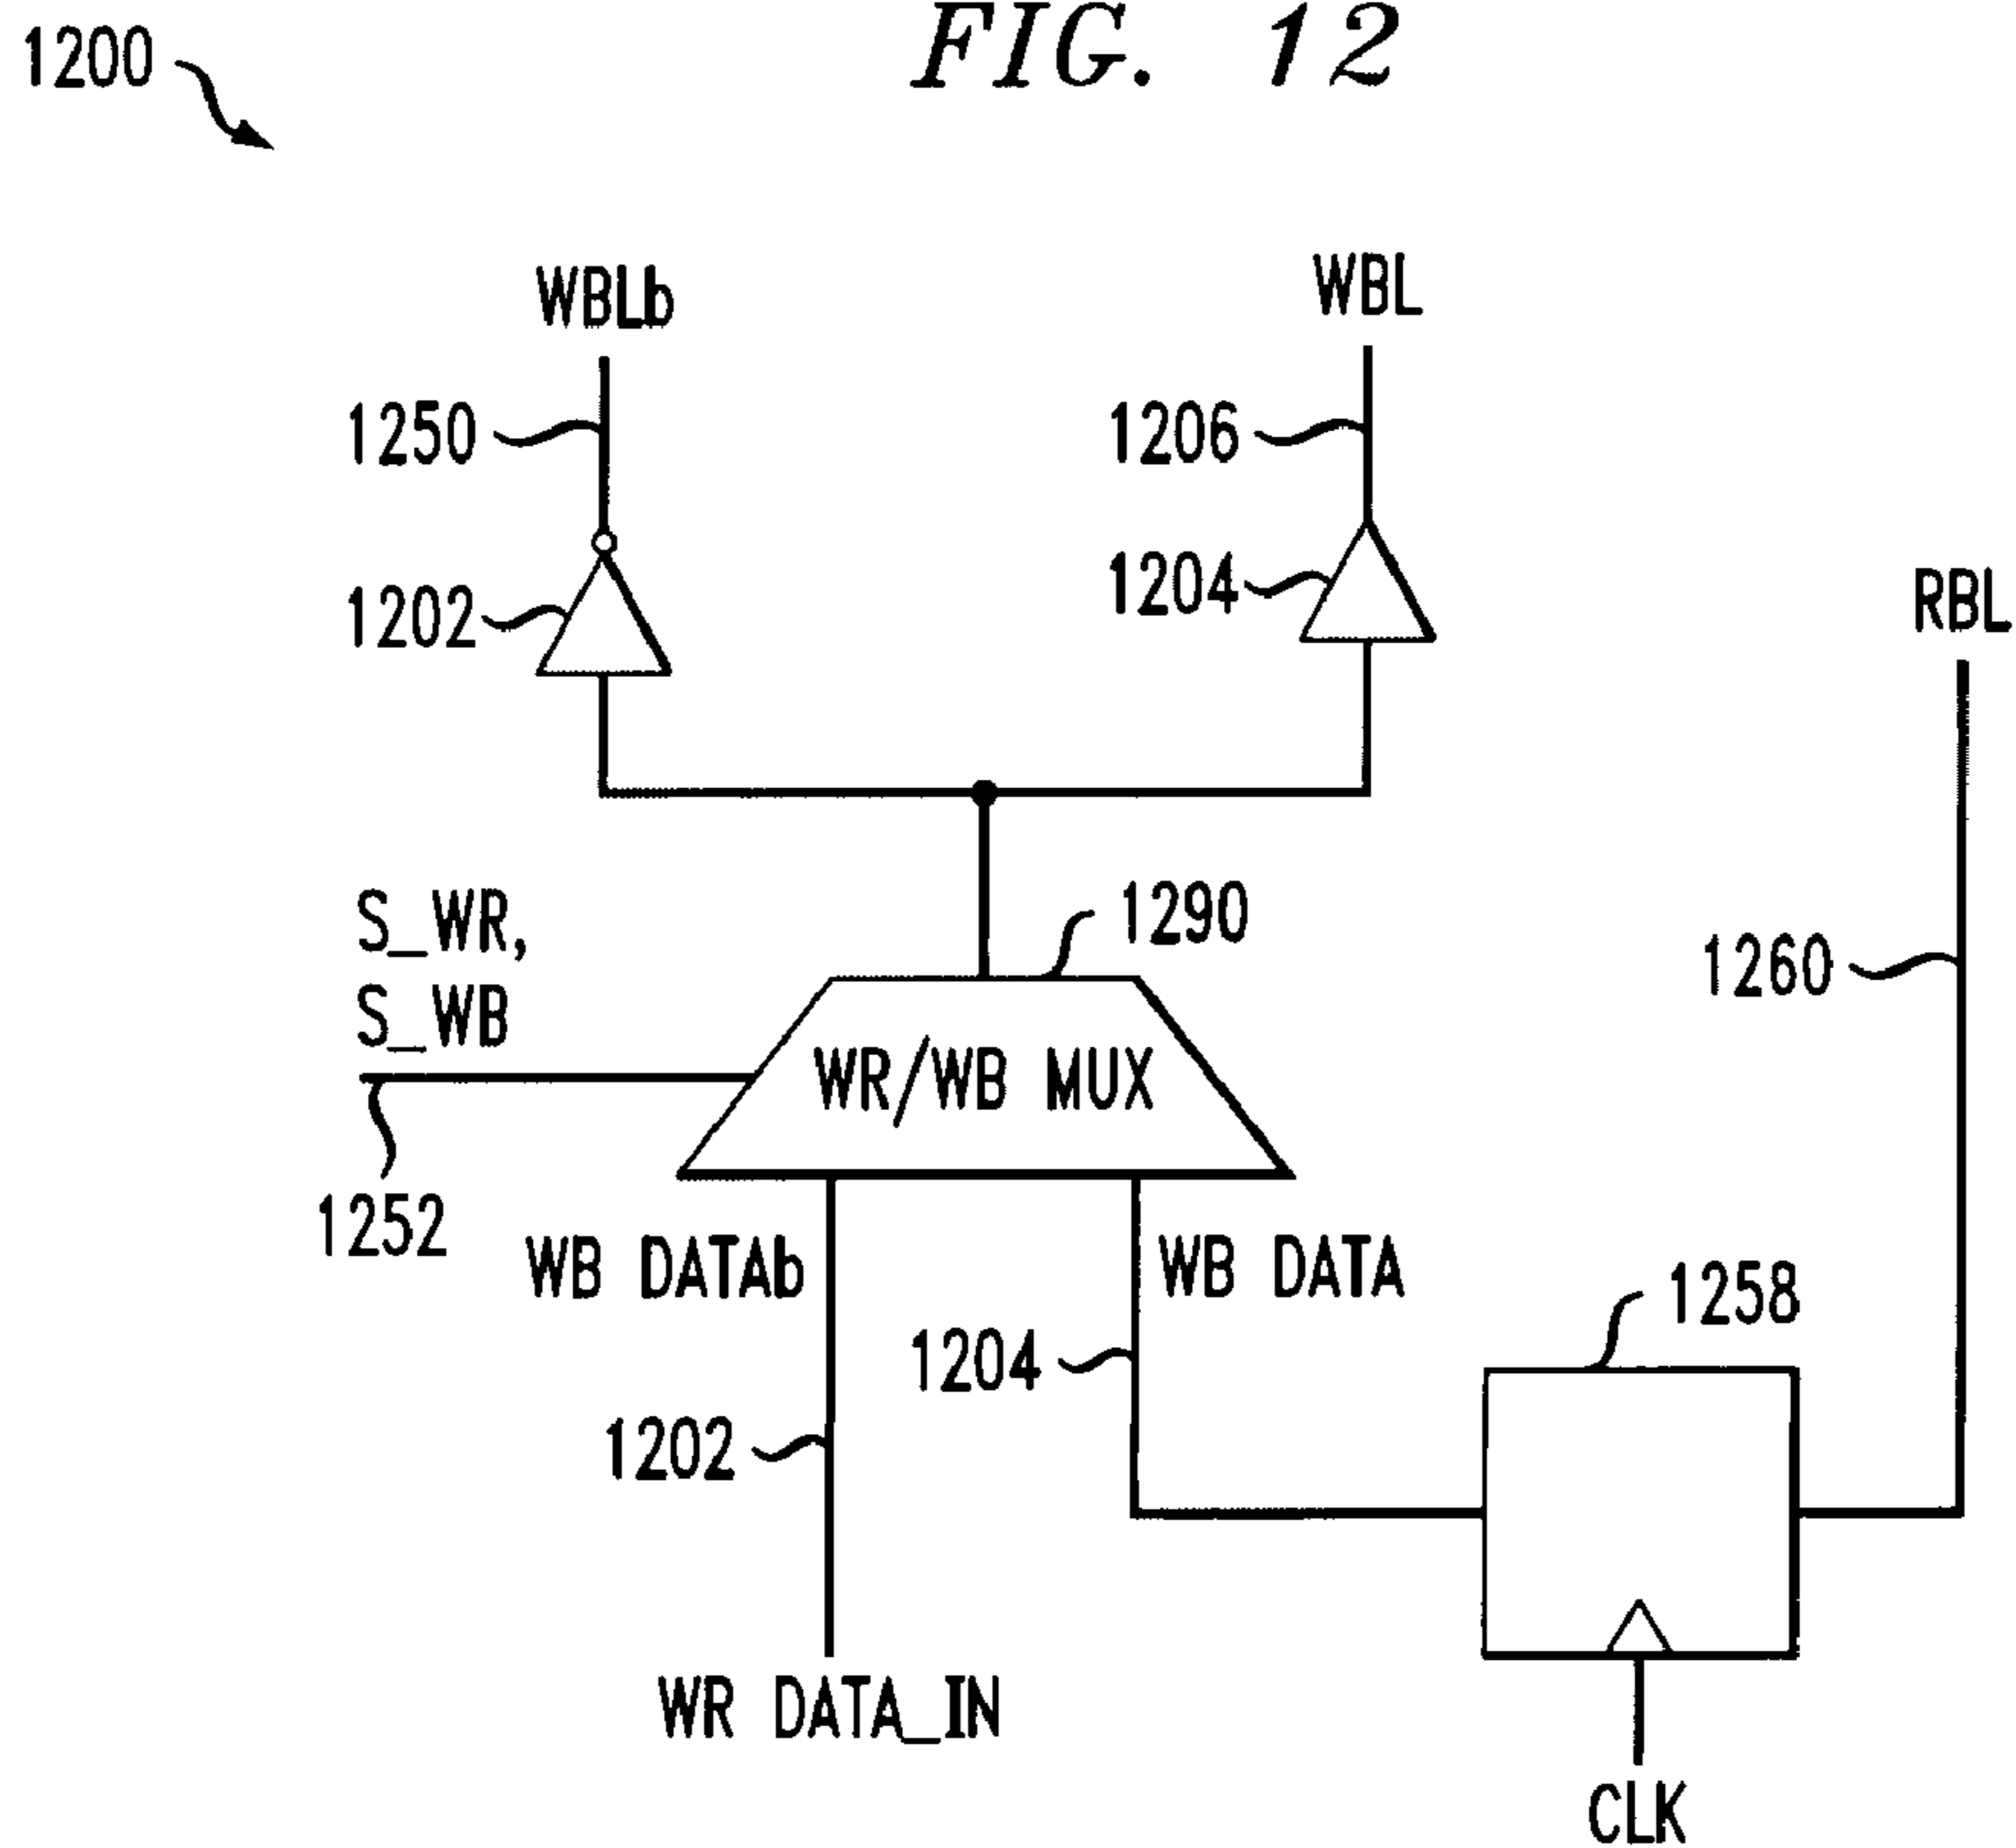 FIG. 12
1200
WBLb
WBL
1250
1206
1202
1204
RBL
S_WR,
S_WB
1290
1260
WR/WB MUX
1252
WB DATAb
WB DATA
1258
1204
1202
WR DATA_IN
CLK